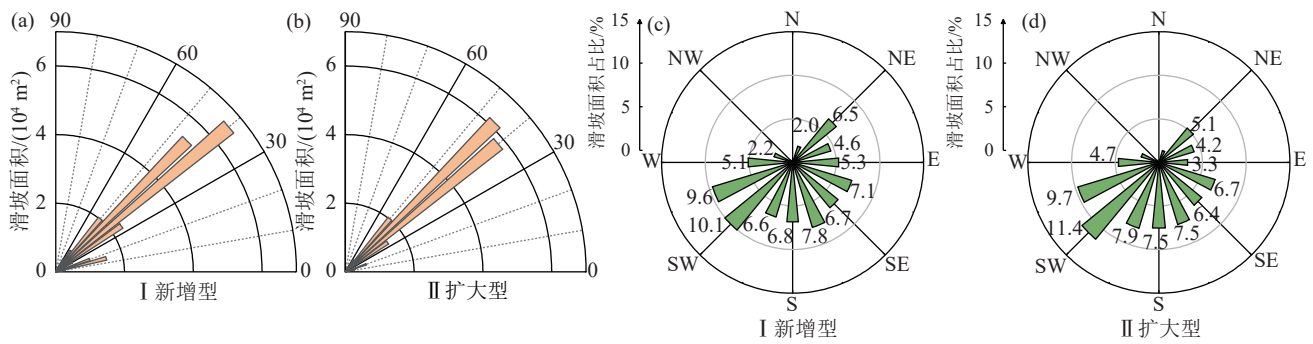 (a)
90
60
30
0
6
4
2
0
滑坡面积/(10⁴ m²)
Ⅰ 新增型
(b)
90
60
30
0
6
4
2
0
滑坡面积/(10⁴ m²)
Ⅱ 扩大型
(c)
15
10
5
0
滑坡面积占比/%
N
NE
E
SE
S
SW
W
NW
2.0
6.5
4.6
5.3
7.1
6.7
7.8
6.8
6.6
10.1
9.6
5.1
2.2
Ⅰ 新增型
(d)
15
10
5
0
滑坡面积占比/%
N
NE
E
SE
S
SW
W
NW
5.1
4.2
3.3
6.7
6.4
7.5
7.5
7.9
11.4
9.7
4.7
Ⅱ 扩大型